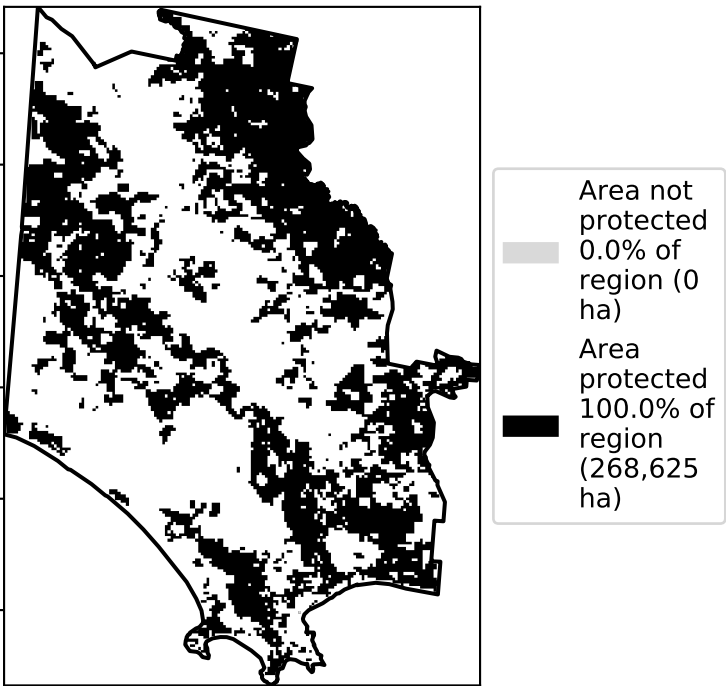 Area not
protected
0.0% of
region (0
ha)
Area
protected
100.0% of
region
(268,625
ha)